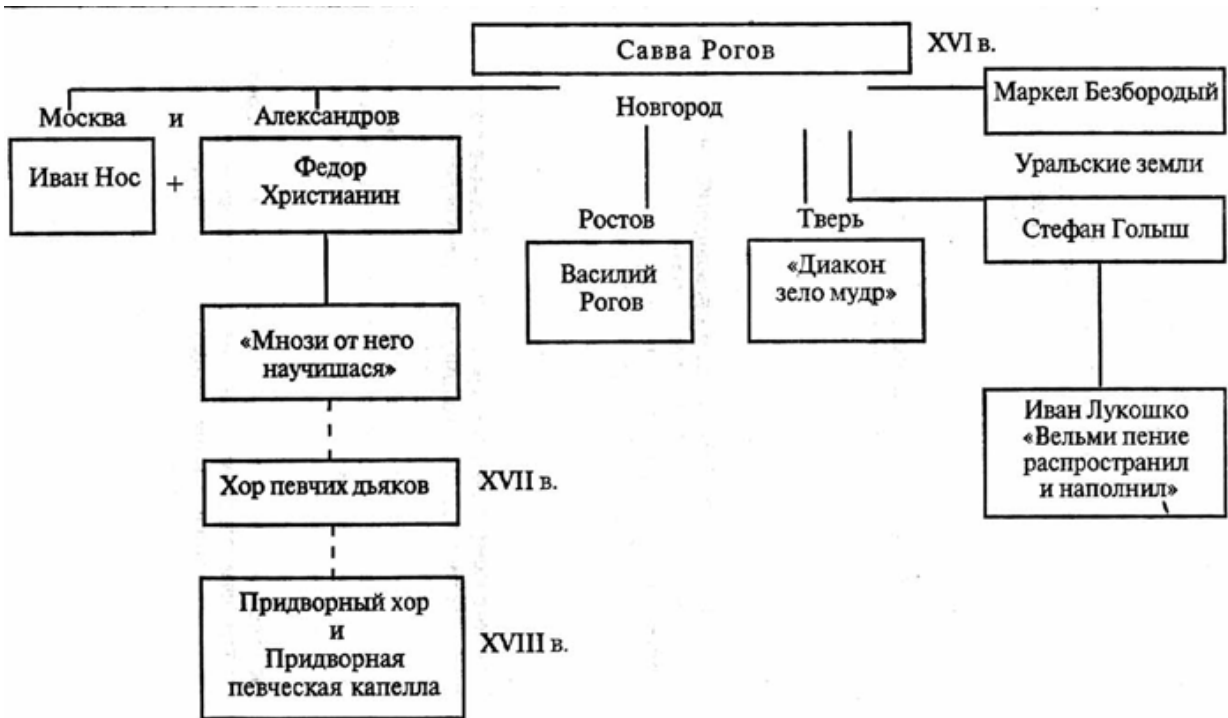 Савва Рогов
XVI в.
Москва и Александров
Новгород
Маркел Безбородый
Иван Нос
+
Федор
Христианин
Уральские земли
Ростов
Тверь
Стефан Голыш
Василий
Рогов
«Диакон
зело мудр»
«Мнози от него
научишася»
Иван Лукошко
«Вельми пение
распространил
и наполнил»
Хор певчих дьяков
XVII в.
Придворный хор
и
Придворная
певческая капелла
XVIII в.